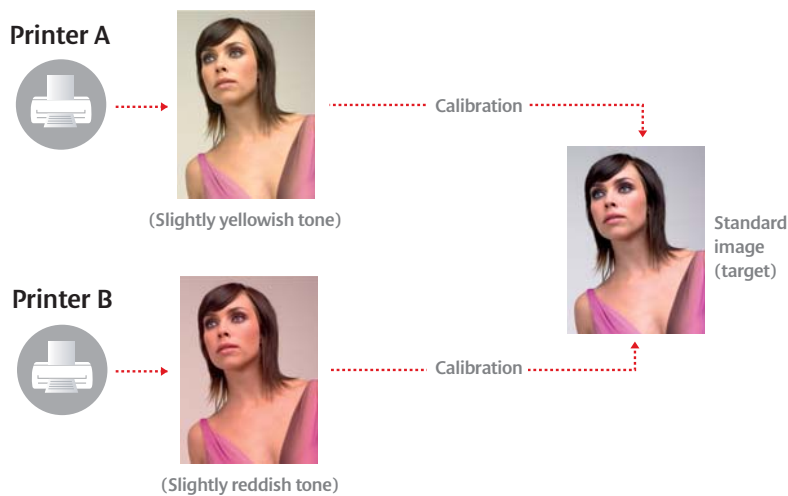 Printer A
Calibration
(Slightly yellowish tone)
Standard
image
(target)
Printer B
Calibration
(Slightly reddish tone)